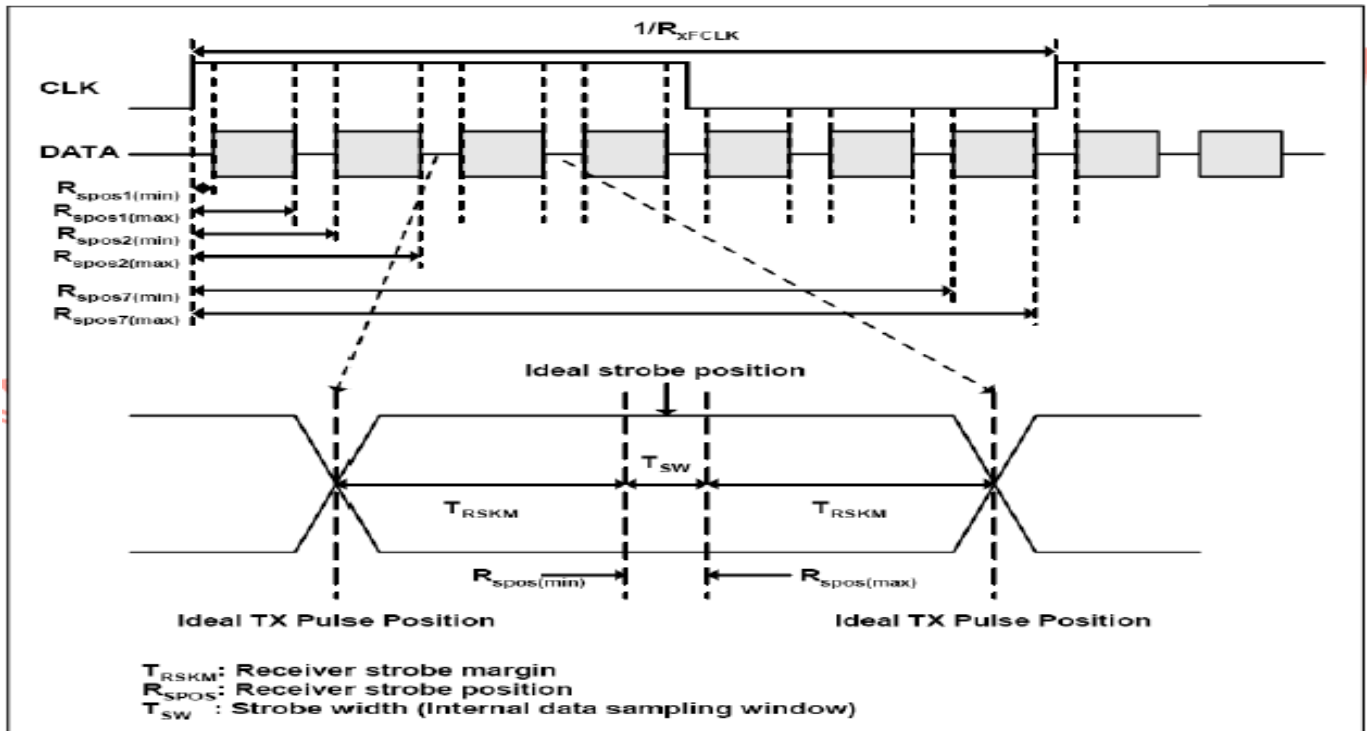 1/RxFCLK
CLK
DATA
Rspos1(min)
Rspos1(max)
Rspos2(min)
Rspos2(max)
Rspos7(min)
Rspos7(max)
Ideal strobe position
TSW
TRSKM
TRSKM
Rspos(min)
Rspos(max)
Ideal TX Pulse Position
Ideal TX Pulse Position
TRSKM: Receiver strobe margin
RSPOS: Receiver strobe position
TSW : Strobe width (Internal data sampling window)